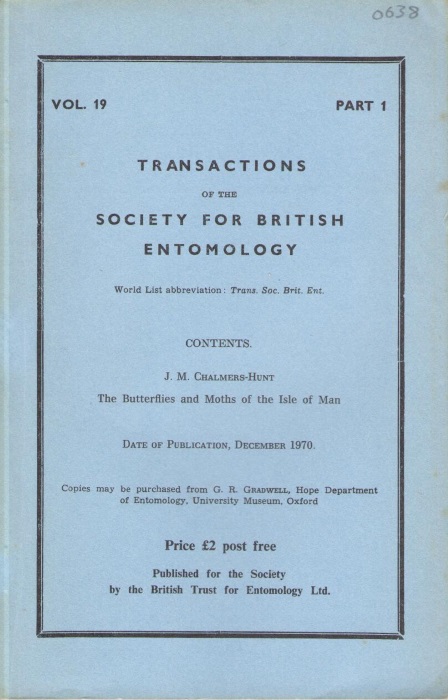 0638
VOL. 19 PART 1
TRANSACTIONS
OF THE
SOCIETY FOR BRITISH
ENTOMOLOGY
World List abbreviation: Trans. Soc. Brit. Ent.
CONTENTS.
J. M. CHALMERS-HUNT
The Butterflies and Moths of the Isle of Man
DATE OF PUBLICATION, DECEMBER 1970.
Copies may be purchased from G. R. GRADWELL, Hope Department
of Entomology, University Museum, Oxford
Price £2 post free
Published for the Society
by the British Trust for Entomology Ltd.